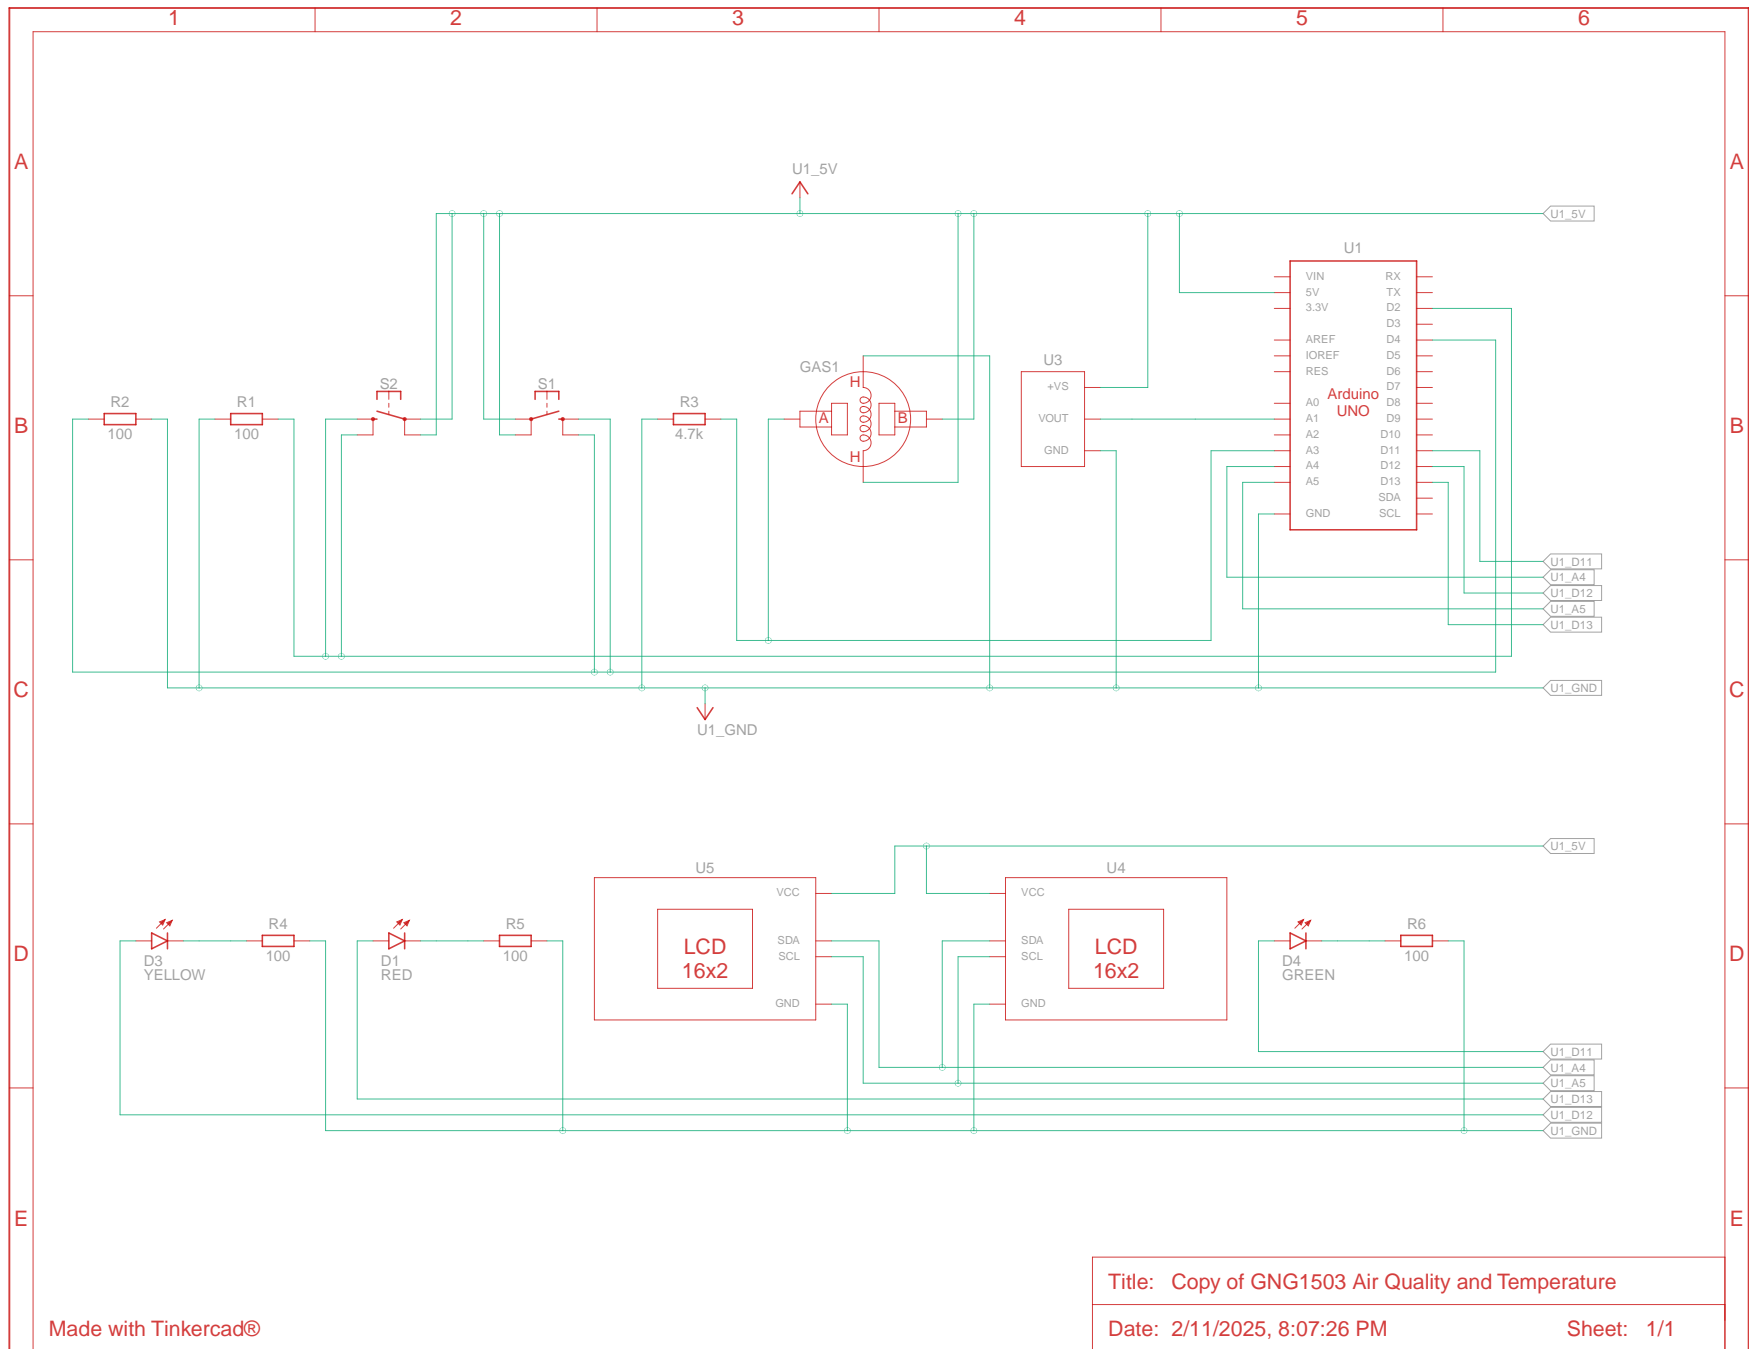 1 2 3 4 5 6
A A
U1_5V
U1_5V
U1
VIN RX
5V TX
3.3V D2
D3
AREF D4
IOREF D5
RES D6
D7
A0 D8
A1 D9
A2 D10
A3 D11
A4 D12
A5 D13
SDA
GND SCL
Arduino
UNO
B B
R2
100
R1
100
S2
S1
R3
4.7k
GAS1
H
A B
H
U3
+VS
VOUT
GND
U1_D11
U1_A4
U1_D12
U1_A5
U1_D13
C C
U1_GND
U1_GND
U1_5V
D D
D3
YELLOW
R4
100
D1
RED
R5
100
U5
VCC
SDA
SCL
GND
LCD
16x2
U4
VCC
SDA
SCL
GND
LCD
16x2
D4
GREEN
R6
100
U1_D11
U1_A4
U1_A5
U1_D13
U1_D12
U1_GND
E E
Title: Copy of GNG1503 Air Quality and Temperature
Made with Tinkercad®
Date: 2/11/2025, 8:07:26 PM Sheet: 1/1